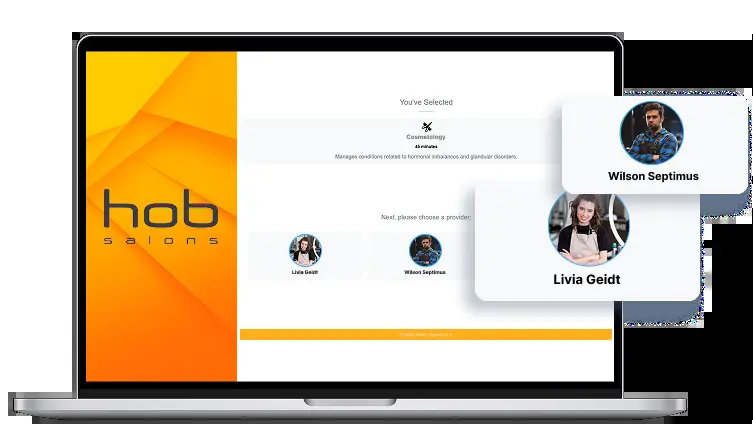 You've Selected
Cosmetology
45 minutes
Manages conditions related to hormonal imbalances and glandular disorders.
hob
salons
Next, please choose a provider:
Livia Geidt
Wilson Septimus
Wilson Septimus
Livia Geidt